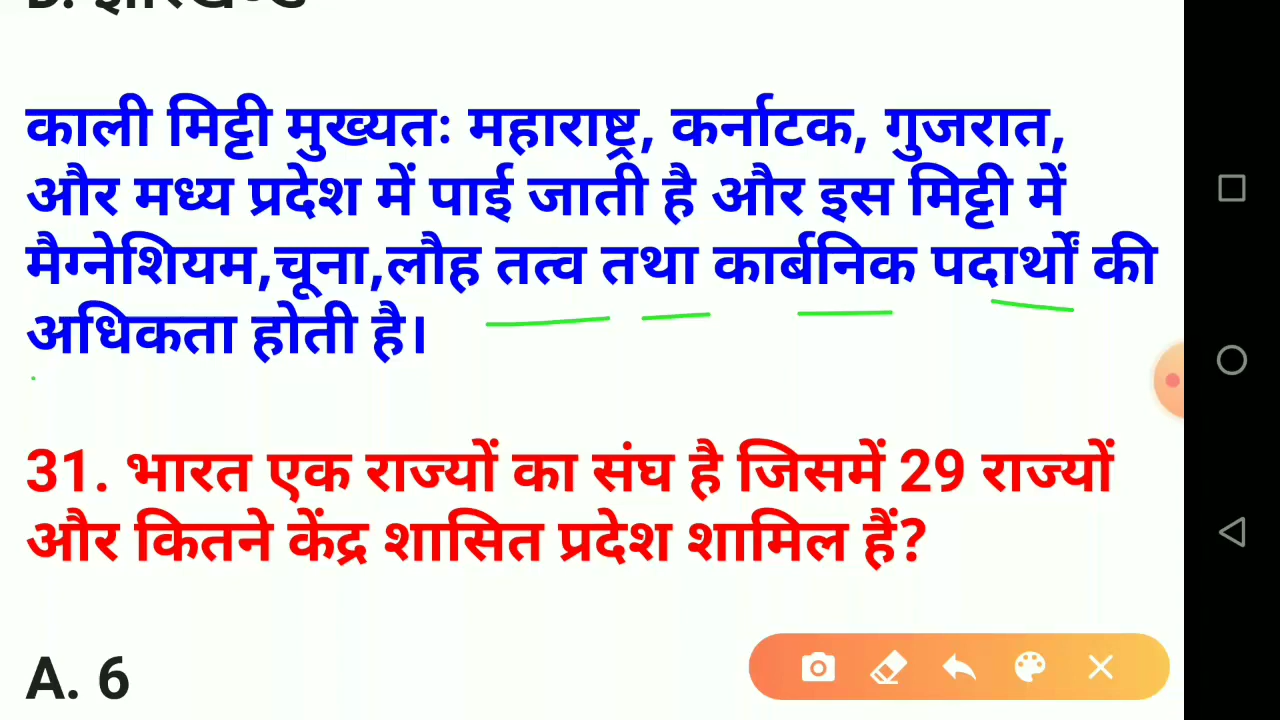 D. झारखण्ड
काली मिट्टी मुख्यतः महाराष्ट्र, कर्नाटक, गुजरात,
और मध्य प्रदेश में पाई जाती है और इस मिट्टी में
मैग्नेशियम,चूना,लौह तत्व तथा कार्बनिक पदार्थों की
अधिकता होती है।
31. भारत एक राज्यों का संघ है जिसमें 29 राज्यों
और कितने केंद्र शासित प्रदेश शामिल हैं?
A. 6